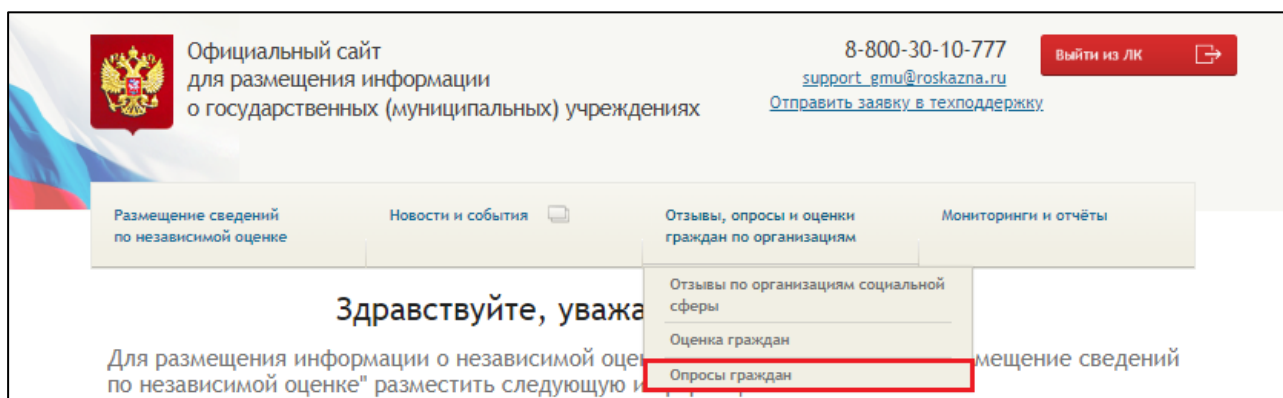 Официальный сайт
для размещения информации
о государственных (муниципальных) учреждениях
8-800-30-10-777
support_gmu@roskazna.ru
Отправить заявку в техподдержку
Выйти из ЛК
Размещение сведений
по независимой оценке
Новости и события
Отзывы, опросы и оценки
граждан по организациям
Мониторинги и отчёты
Отзывы по организациям социальной
сферы
Оценка граждан
Опросы граждан
Здравствуйте,
Для размещения информации о независимой мещение сведений
по независимой оценке" разместить следующую